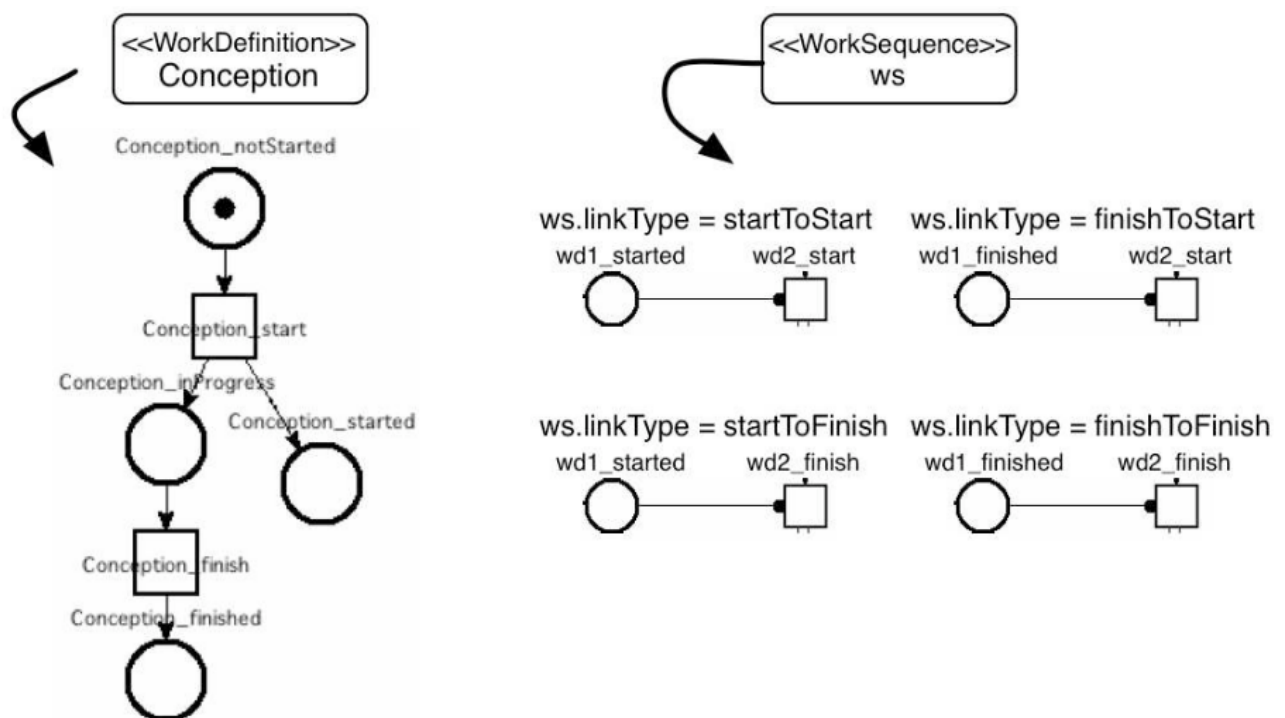 <<WorkDefinition>>
Conception
Conception_notStarted
Conception_start
Conception_inProgress
Conception_started
Conception_finish
Conception_finished
<<WorkSequence>>
ws
ws.linkType = startToStart
wd1_started
wd2_start
ws.linkType = finishToStart
wd1_finished
wd2_start
ws.linkType = startToFinish
wd1_started
wd2_finish
ws.linkType = finishToFinish
wd1_finished
wd2_finish